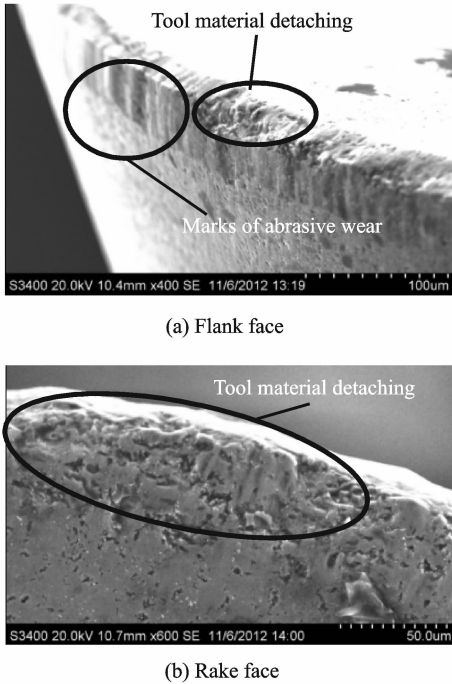 Tool material detaching
Marks of abrasive wear
S3400 20.0kV 10.4mm x400 SE 11/6/2012 13:19 100um
(a) Flank face
Tool material detaching
S3400 20.0kV 10.7mm x600 SE 11/6/2012 14:00 50.0um
(b) Rake face